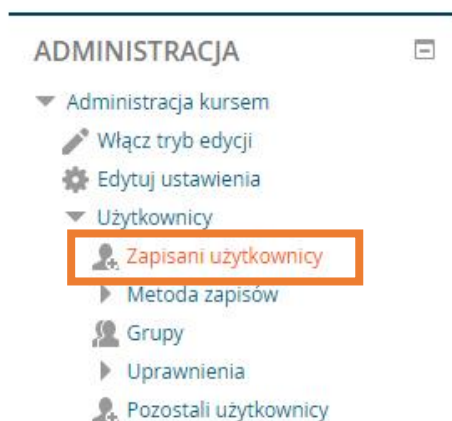 ADMINISTRACJA
Administracja kursem
Włącz tryb edycji
Edytuj ustawienia
Użytkownicy
Zapisani użytkownicy
Metoda zapisów
Grupy
Uprawnienia
Pozostali użytkownicy